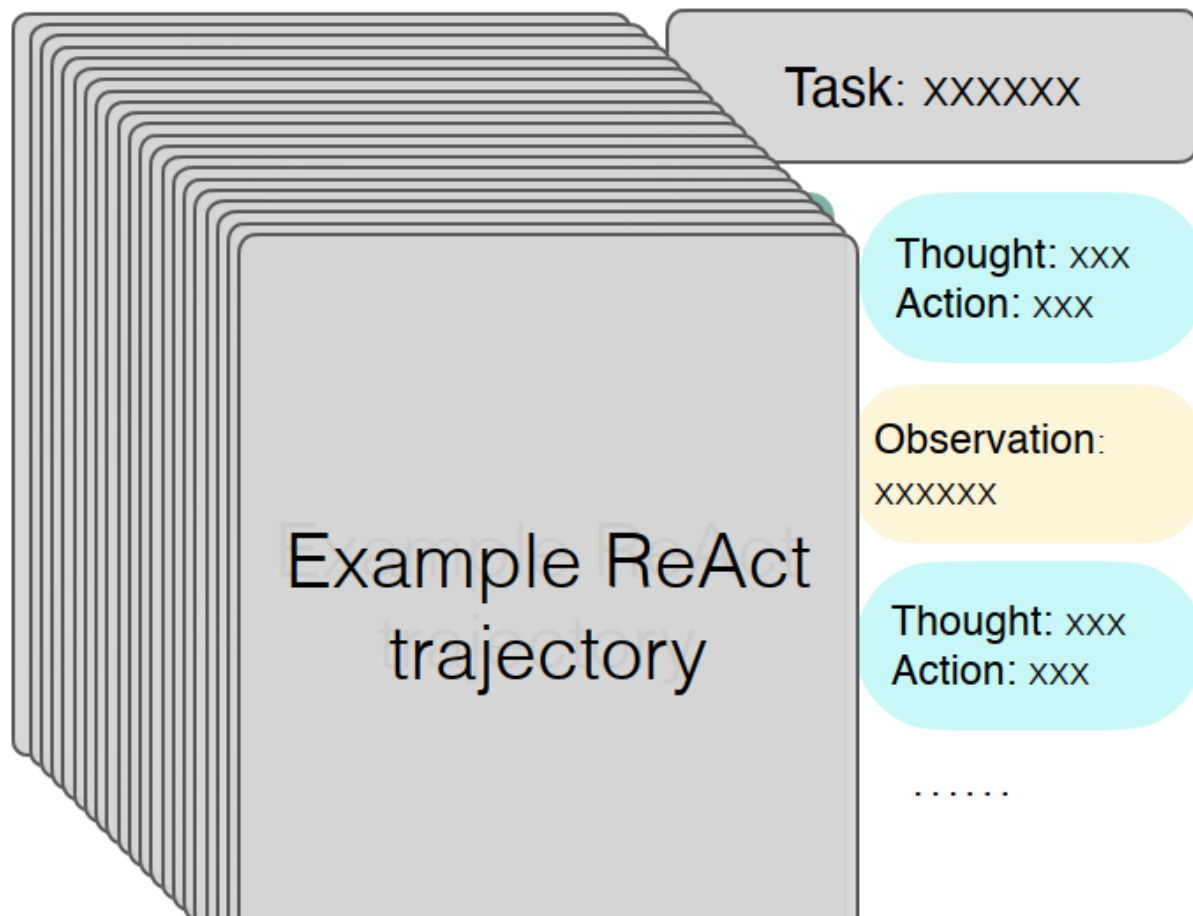 Task: xxxxxx
Thought: xxx
Action: xxx
Observation:
xxxxxx
Thought: xxx
Action: xxx
......
Example ReAct
trajectory